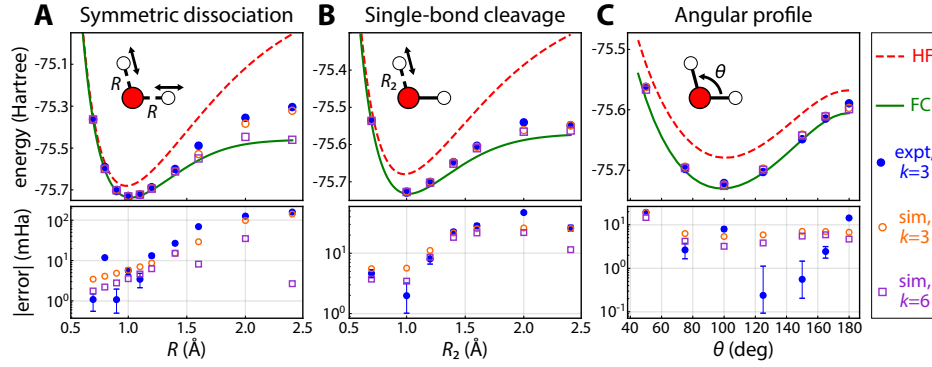 A Symmetric dissociation
B Single-bond cleavage
C Angular profile
energy (Hartree)
-75.1
-75.3
-75.5
-75.7
R
R
-75.4
-75.5
-75.6
-75.7
R₂
-75.5
-75.6
-75.7
θ
HF
FC
expt,
k=3
sim,
k=3
sim,
k=6
|error| (mHa)
10²
10¹
10⁰
0.5 1.0 1.5 2.0 2.5
R (Å)
10¹
10⁰
0.5 1.0 1.5 2.0 2.5
R₂ (Å)
10¹
10⁰
10⁻¹
40 60 80 100 120 140 160 180
θ (deg)